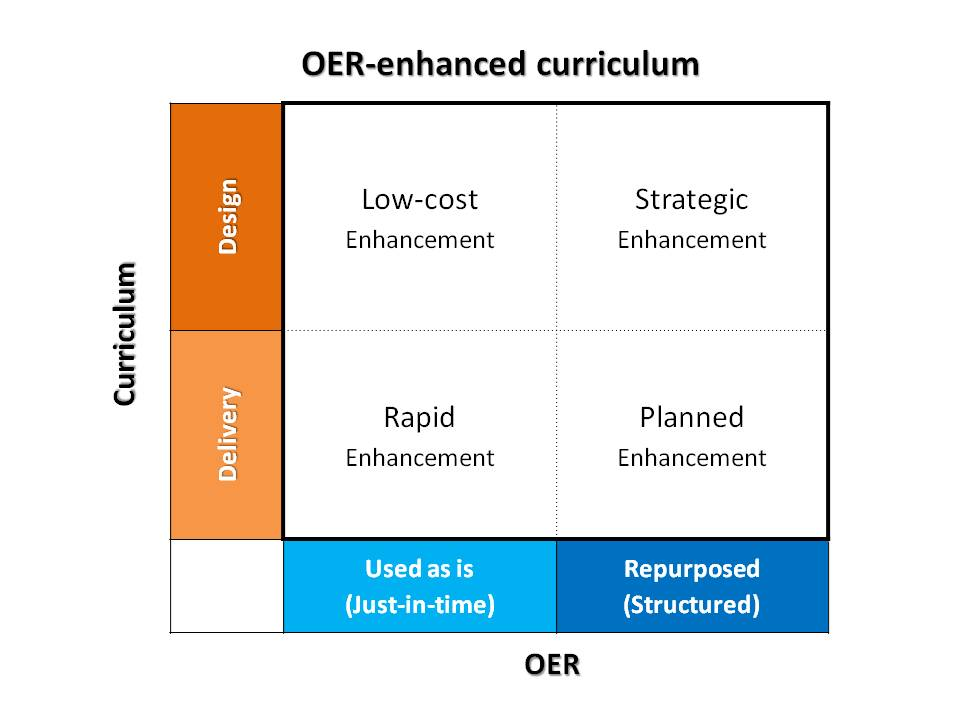 OER-enhanced curriculum
Curriculum
Design
Low-cost
Enhancement
Strategic
Enhancement
Delivery
Rapid
Enhancement
Planned
Enhancement
Used as is
(Just-in-time)
Repurposed
(Structured)
OER